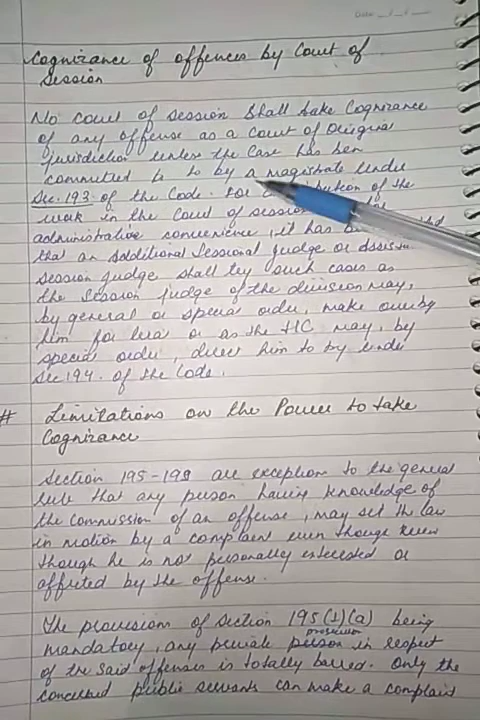 Date: / /
Cognizance of offences by Court of
Session
No court of session shall take Cognizance
of any offense as a Court of Original
jurisdiction unless the case has ben
committed to to by a magistrate under
Sec. 193 of the Code. For of the
work in the Court of session
administrative convenience, it has
that an Additional Sessional Judge or
Session judge shall try such cases as
the Session judge of the division may,
by general or special order, make over by
him for or as the HC may, by
special order, direct him to try under
Sec 194. of the Code.
# Limitations on the Power to take
Cognizance
Section 195-199 are exception to the general
rule that any person having knowledge of
the commission of an offense, may set the law
in motion by a complaint even though
though he is not personally interested or
affected by the offense.
The provisions of Section 195(1)(a) being
mandatory, any private person prosecution in respect
of the said offenses is totally barred. Only the
concerned public servants can make a complaint